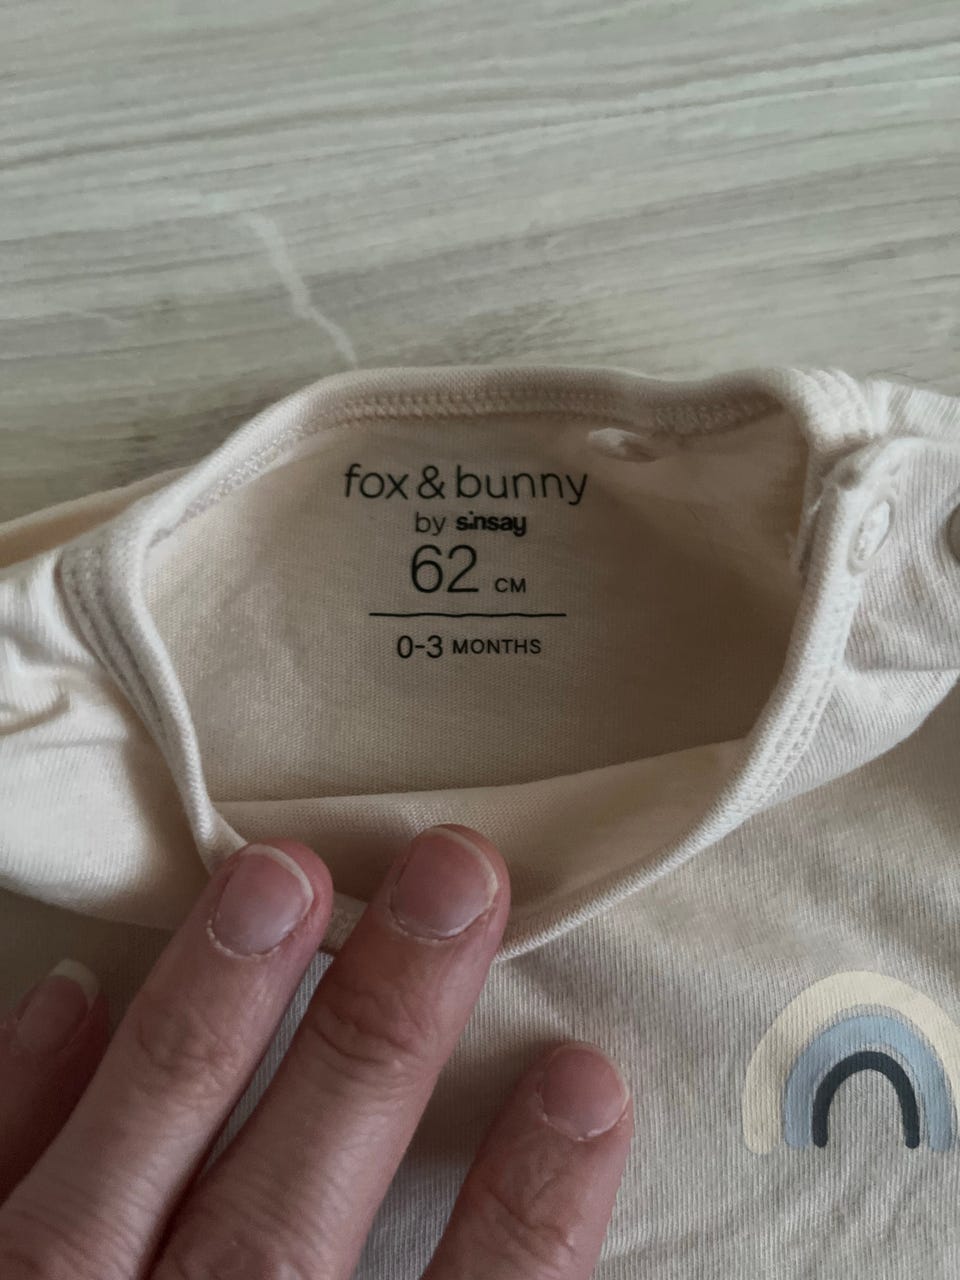 fox & bunny
by sinsay
62 CM
0-3 MONTHS